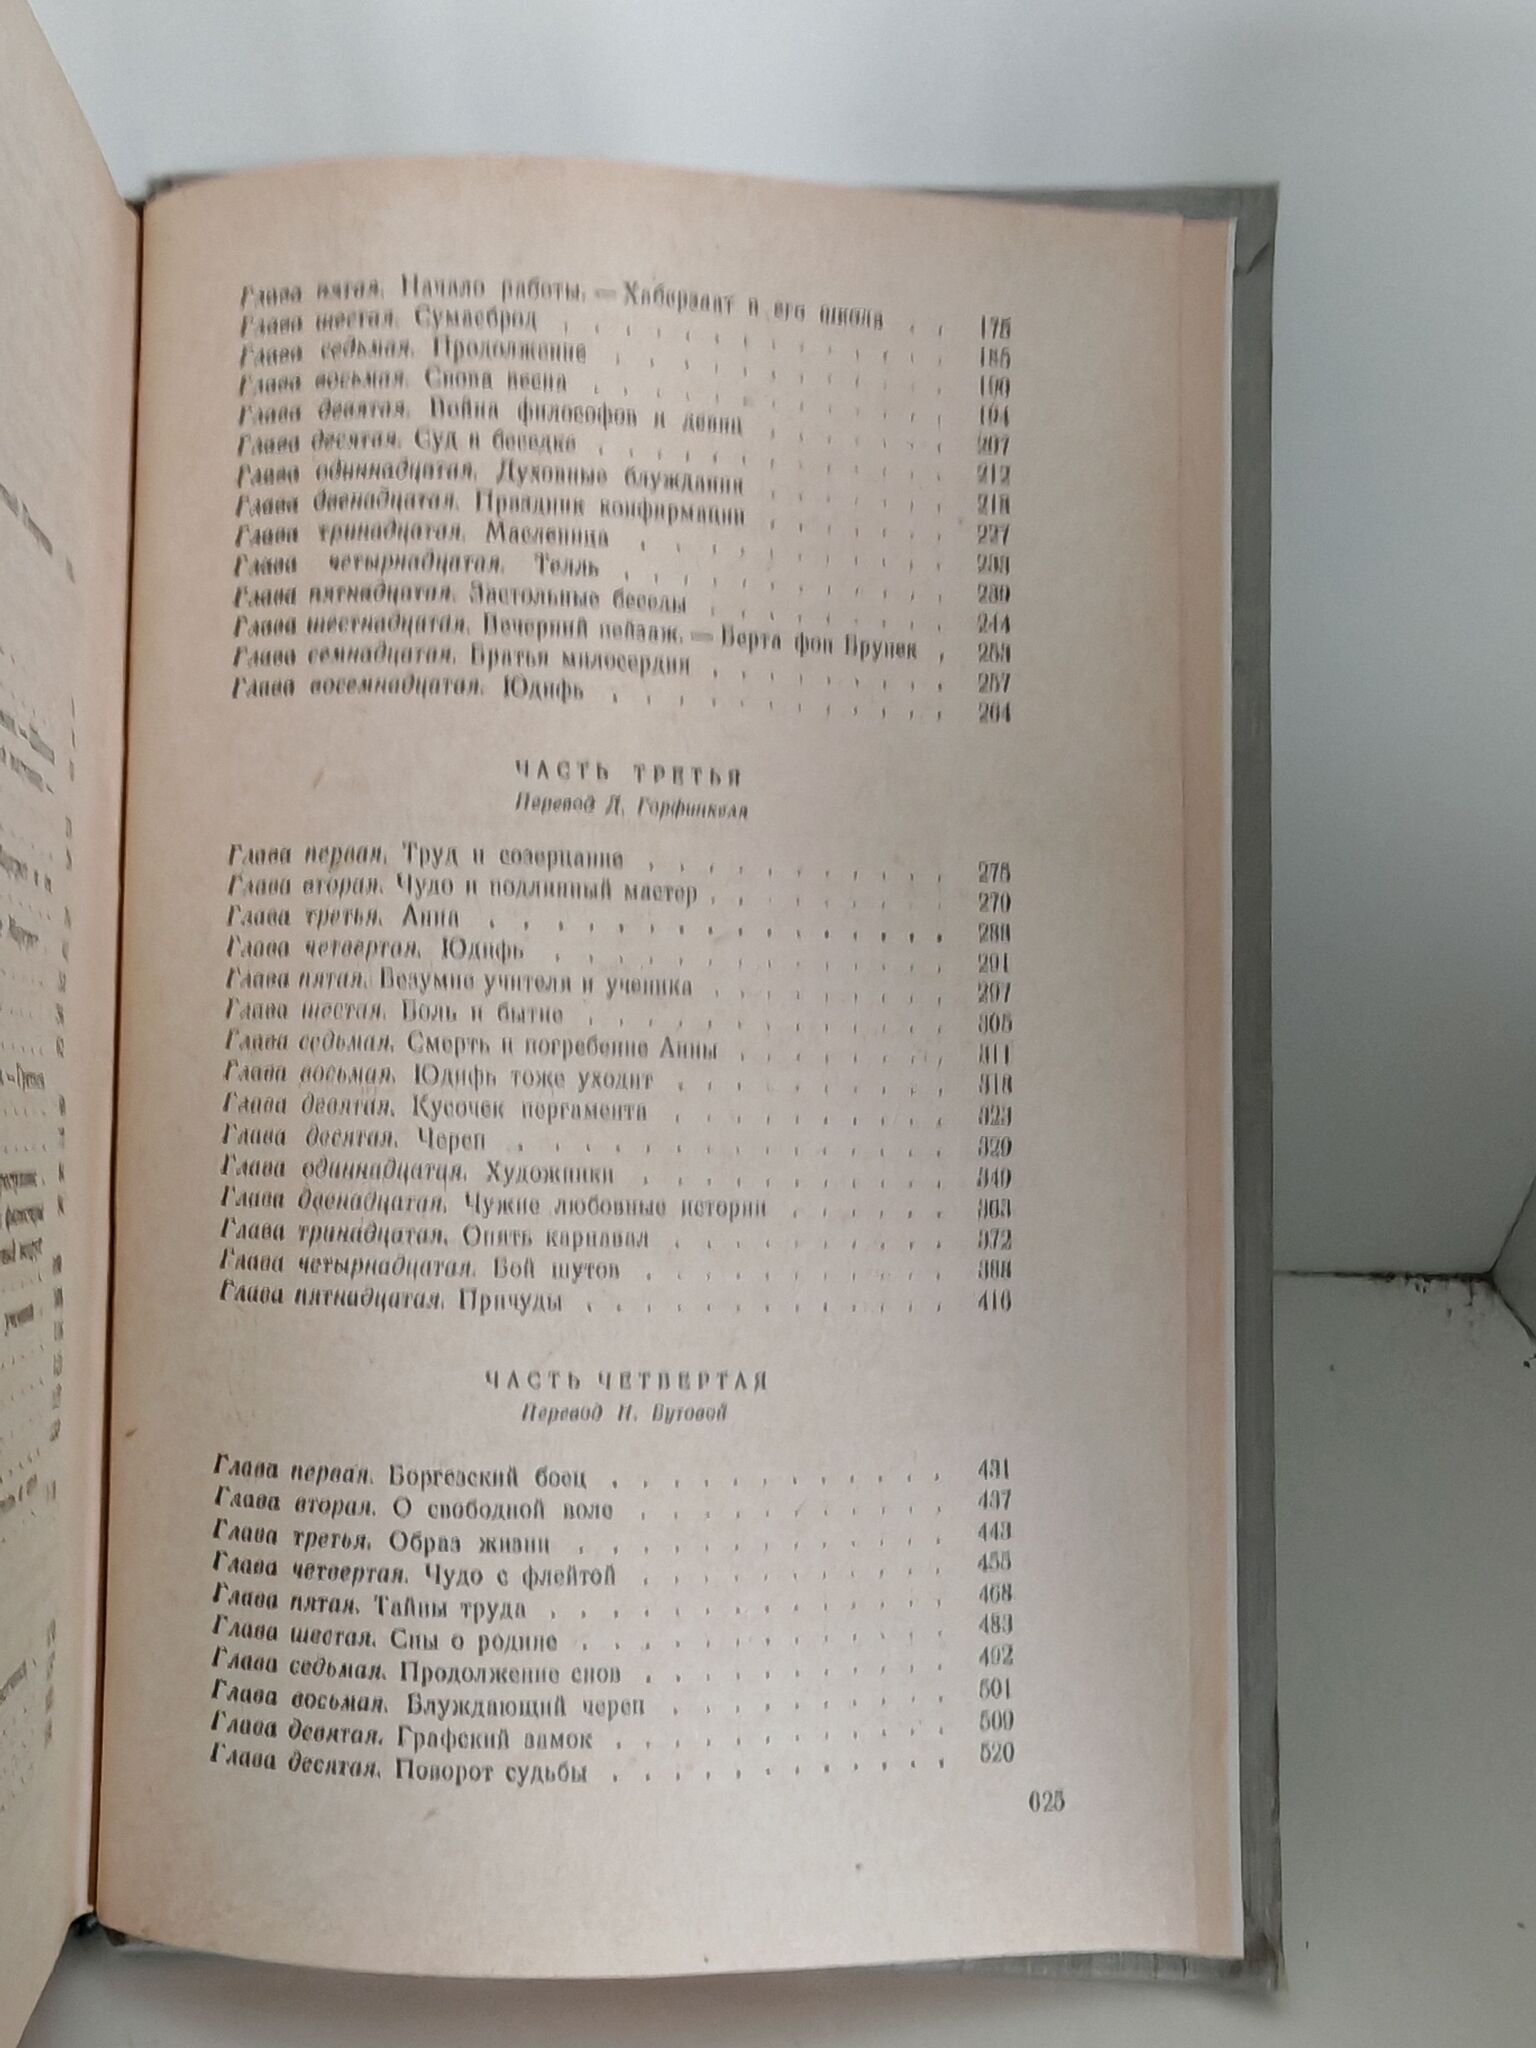 Глава пятая. Начало работы. — Хаберзаат и его школа . . 175
Глава шестая. Сумасброд . . . . . . . . . . . . 185
Глава седьмая. Продолжение . . . . . . . . . . . 190
Глава восьмая. Снова весна . . . . . . . . . . . 194
Глава девятая. Война философов и девиц . . . . . . . 207
Глава десятая. Суд в беседке . . . . . . . . . . . 212
Глава одиннадцатая. Духовные блуждания . . . . . . . 218
Глава двенадцатая. Праздник конфирмации . . . . . . . 227
Глава тринадцатая. Масленица . . . . . . . . . . 233
Глава четырнадцатая. Телль . . . . . . . . . . . 239
Глава пятнадцатая. Застольные беседы . . . . . . . . 244
Глава шестнадцатая. Вечерний пейзаж. — Берта фон Брунек . 253
Глава семнадцатая. Братья милосердия . . . . . . . . 257
Глава восемнадцатая. Юдифь . . . . . . . . . . . 264
ЧАСТЬ ТРЕТЬЯ
Перевод Д. Горфинкеля
Глава первая. Труд и созерцание . . . . . . . . . . 275
Глава вторая. Чудо и подлинный мастер . . . . . . . . 279
Глава третья. Анна . . . . . . . . . . . . . . 288
Глава четвертая. Юдифь . . . . . . . . . . . . 291
Глава пятая. Безумие учителя и ученика . . . . . . . 297
Глава шестая. Боль и бытие . . . . . . . . . . . 305
Глава седьмая. Смерть и погребение Анны . . . . . . . 311
Глава восьмая. Юдифь тоже уходит . . . . . . . . . 318
Глава девятая. Кусочек пергамента . . . . . . . . . 323
Глава десятая. Череп . . . . . . . . . . . . . 329
Глава одиннадцатая. Художники . . . . . . . . . . 349
Глава двенадцатая. Чужие любовные истории . . . . . . 363
Глава тринадцатая. Опять карнавал . . . . . . . . . 372
Глава четырнадцатая. Бой шутов . . . . . . . . . . 388
Глава пятнадцатая. Причуды . . . . . . . . . . . 416
ЧАСТЬ ЧЕТВЕРТАЯ
Перевод Н. Бутовой
Глава первая. Боргезский боец . . . . . . . . . . . 431
Глава вторая. О свободной воле . . . . . . . . . . 437
Глава третья. Образ жизни . . . . . . . . . . . . 443
Глава четвертая. Чудо с флейтой . . . . . . . . . . 455
Глава пятая. Тайны труда . . . . . . . . . . . . 468
Глава шестая. Сны о родине . . . . . . . . . . . 483
Глава седьмая. Продолжение снов . . . . . . . . . . 492
Глава восьмая. Блуждающий череп . . . . . . . . . 501
Глава девятая. Графский замок . . . . . . . . . . . 509
Глава десятая. Поворот судьбы . . . . . . . . . . . 520
625